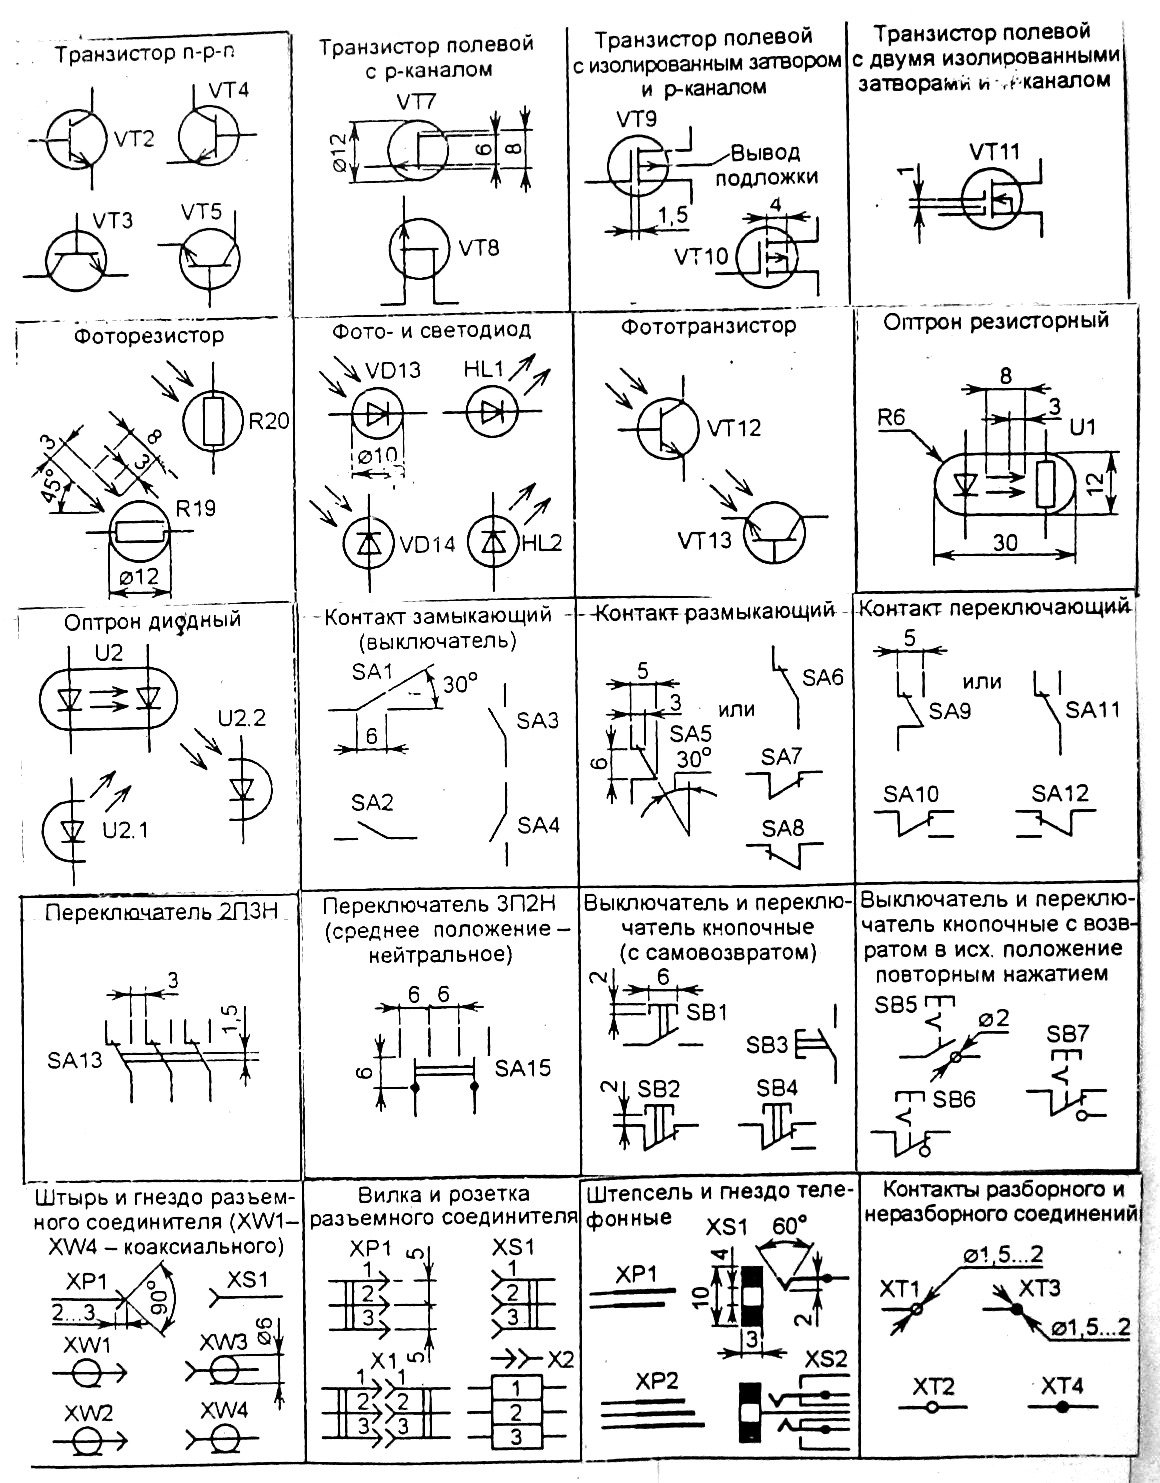 Транзистор n-p-n
VT2
VT4
VT3
VT5
Транзистор полевой
с p-каналом
VT7
ø12
6
8
VT8
Транзистор полевой
с изолированным затвором
и p-каналом
VT9
Вывод
подложки
1,5
4
VT10
Транзистор полевой
с двумя изолированными
затворами и каналом
VT11
1
Фоторезистор
R20
3
8
3
45°
R19
ø12
Фото- и светодиод
VD13
HL1
ø10
VD14
HL2
Фототранзистор
VT12
VT13
Оптрон резисторный
8
3
R6
U1
12
30
Оптрон диодный
U2
U2.2
U2.1
Контакт замыкающий
(выключатель)
SA1
30°
6
SA3
SA2
SA4
Контакт размыкающий
5
3
или
SA6
SA5
6
30°
SA7
SA8
Контакт переключающий
5
или
SA9
SA11
SA10
SA12
Переключатель 2П3Н
3
1,5
SA13
Переключатель 3П2Н
(среднее положение –
нейтральное)
6 6
6
SA15
Выключатель и переклю-
чатель кнопочные
(с самовозвратом)
2
6
SB1
SB3
2
SB2
SB4
Выключатель и переклю-
чатель кнопочные с возв-
ратом в исх. положение
повторным нажатием
SB5
ø2
SB7
SB6
Штырь и гнездо разъем-
ного соединителя (XW1–
XW4 – коаксиального)
XP1
XS1
2...3
90°
XW1
XW3
ø6
XW2
XW4
Вилка и розетка
разъемного соединителя
XP1
XS1
1
2
3
5
5
1
2
3
X1
X2
1 1
2 2
3 3
1
2
3
Штепсель и гнездо теле-
фонные
XS1
60°
XP1
4
10
2
3
XS2
XP2
Контакты разборного и
неразборного соединений
ø1,5...2
XT1
XT3
ø1,5...2
XT2
XT4